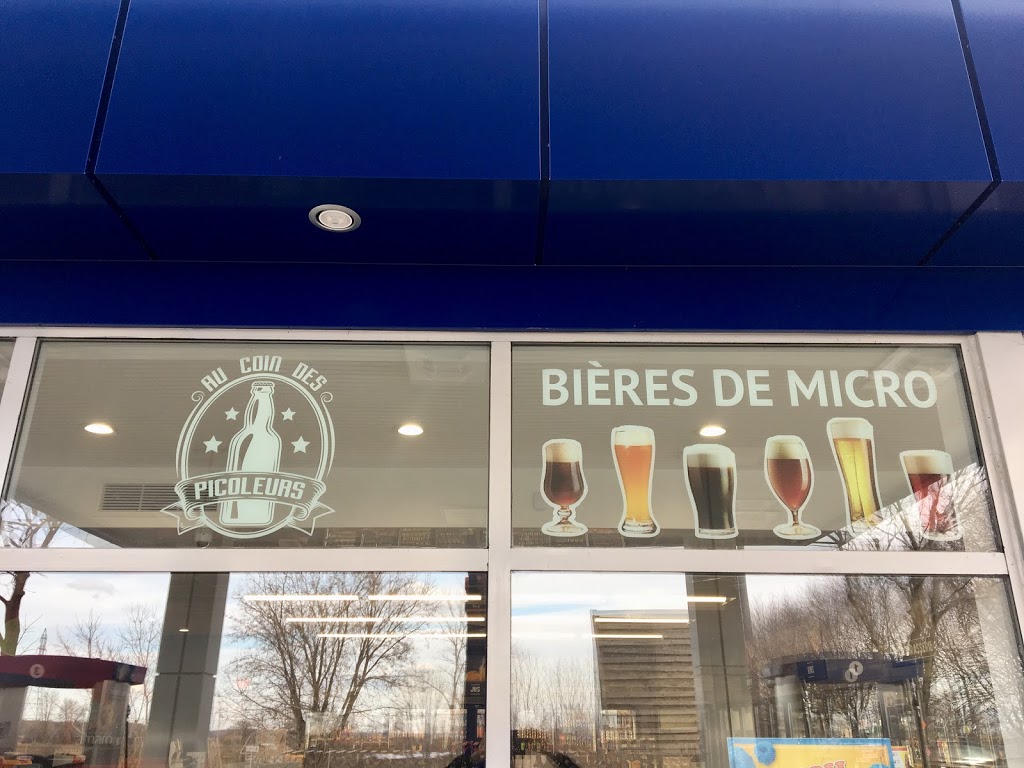 AU COIN DES
PICOLEURS
BIÈRES DE MICRO